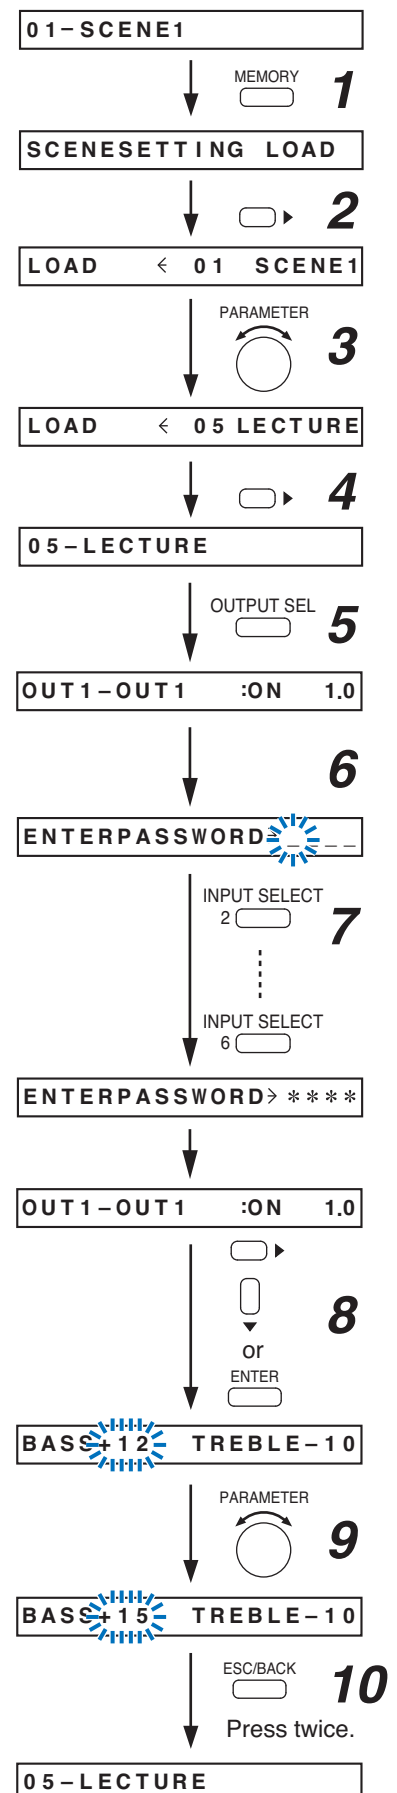 01-SCENE1
MEMORY
1
SCENESETTING LOAD
2
LOAD < 01 SCENE1
PARAMETER
3
LOAD < 05 LECTURE
4
05-LECTURE
OUTPUT SEL
5
OUT1-OUT1 :ON 1.0
6
ENTERPASSWORD> _ _ _ _
INPUT SELECT
2
7
INPUT SELECT
6
ENTERPASSWORD> ****
OUT1-OUT1 :ON 1.0
8
or
ENTER
BASS+12 TREBLE-10
PARAMETER
9
BASS+15 TREBLE-10
ESC/BACK
10
Press twice.
05-LECTURE